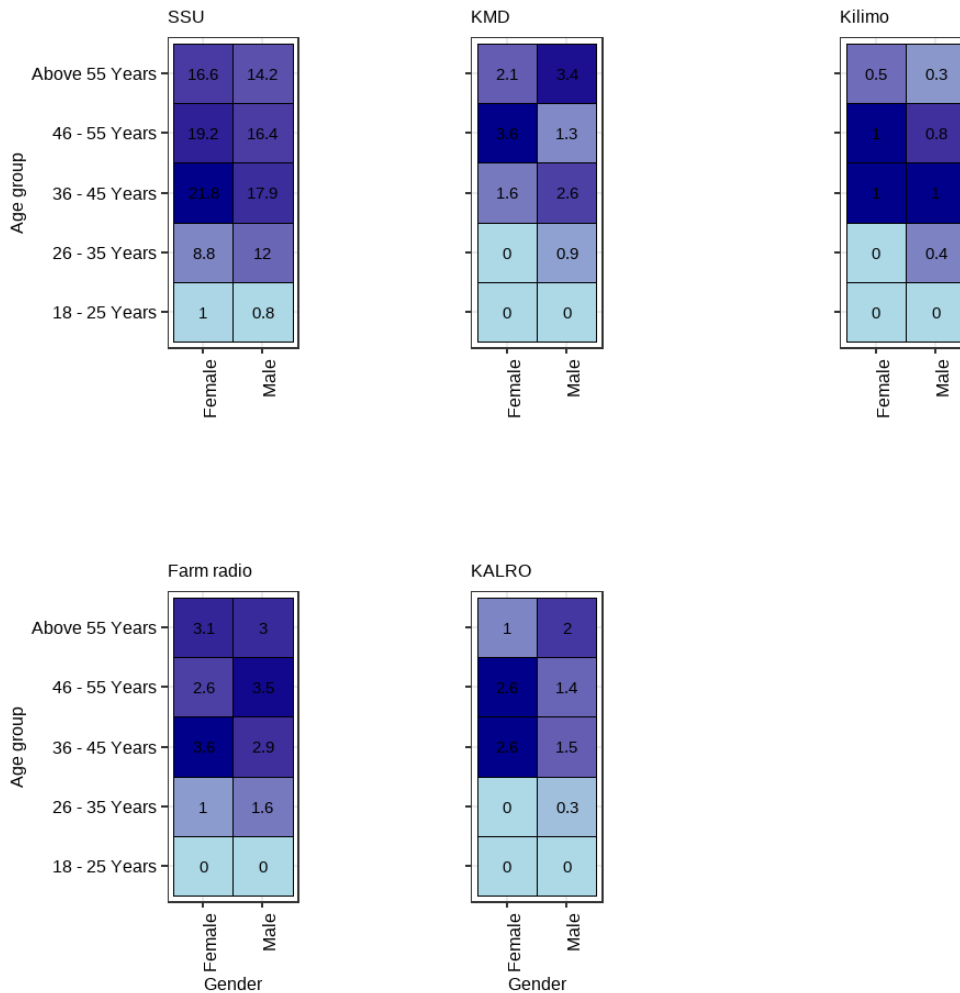 SSU KMD Kilimo
Above 55 Years 16.6 14.2 2.1 3.4 0.5 0.3
46 - 55 Years 19.2 16.4 3.6 1.3 1 0.8
36 - 45 Years 21.8 17.9 1.6 2.6 1 1
26 - 35 Years 8.8 12 0 0.9 0 0.4
18 - 25 Years 1 0.8 0 0 0 0
Age group
Female Male Female Male Female Male
Farm radio KALRO
Above 55 Years 3.1 3 1 2
46 - 55 Years 2.6 3.5 2.6 1.4
36 - 45 Years 3.6 2.9 2.6 1.5
26 - 35 Years 1 1.6 0 0.3
18 - 25 Years 0 0 0 0
Age group
Female Male Female Male
Gender Gender